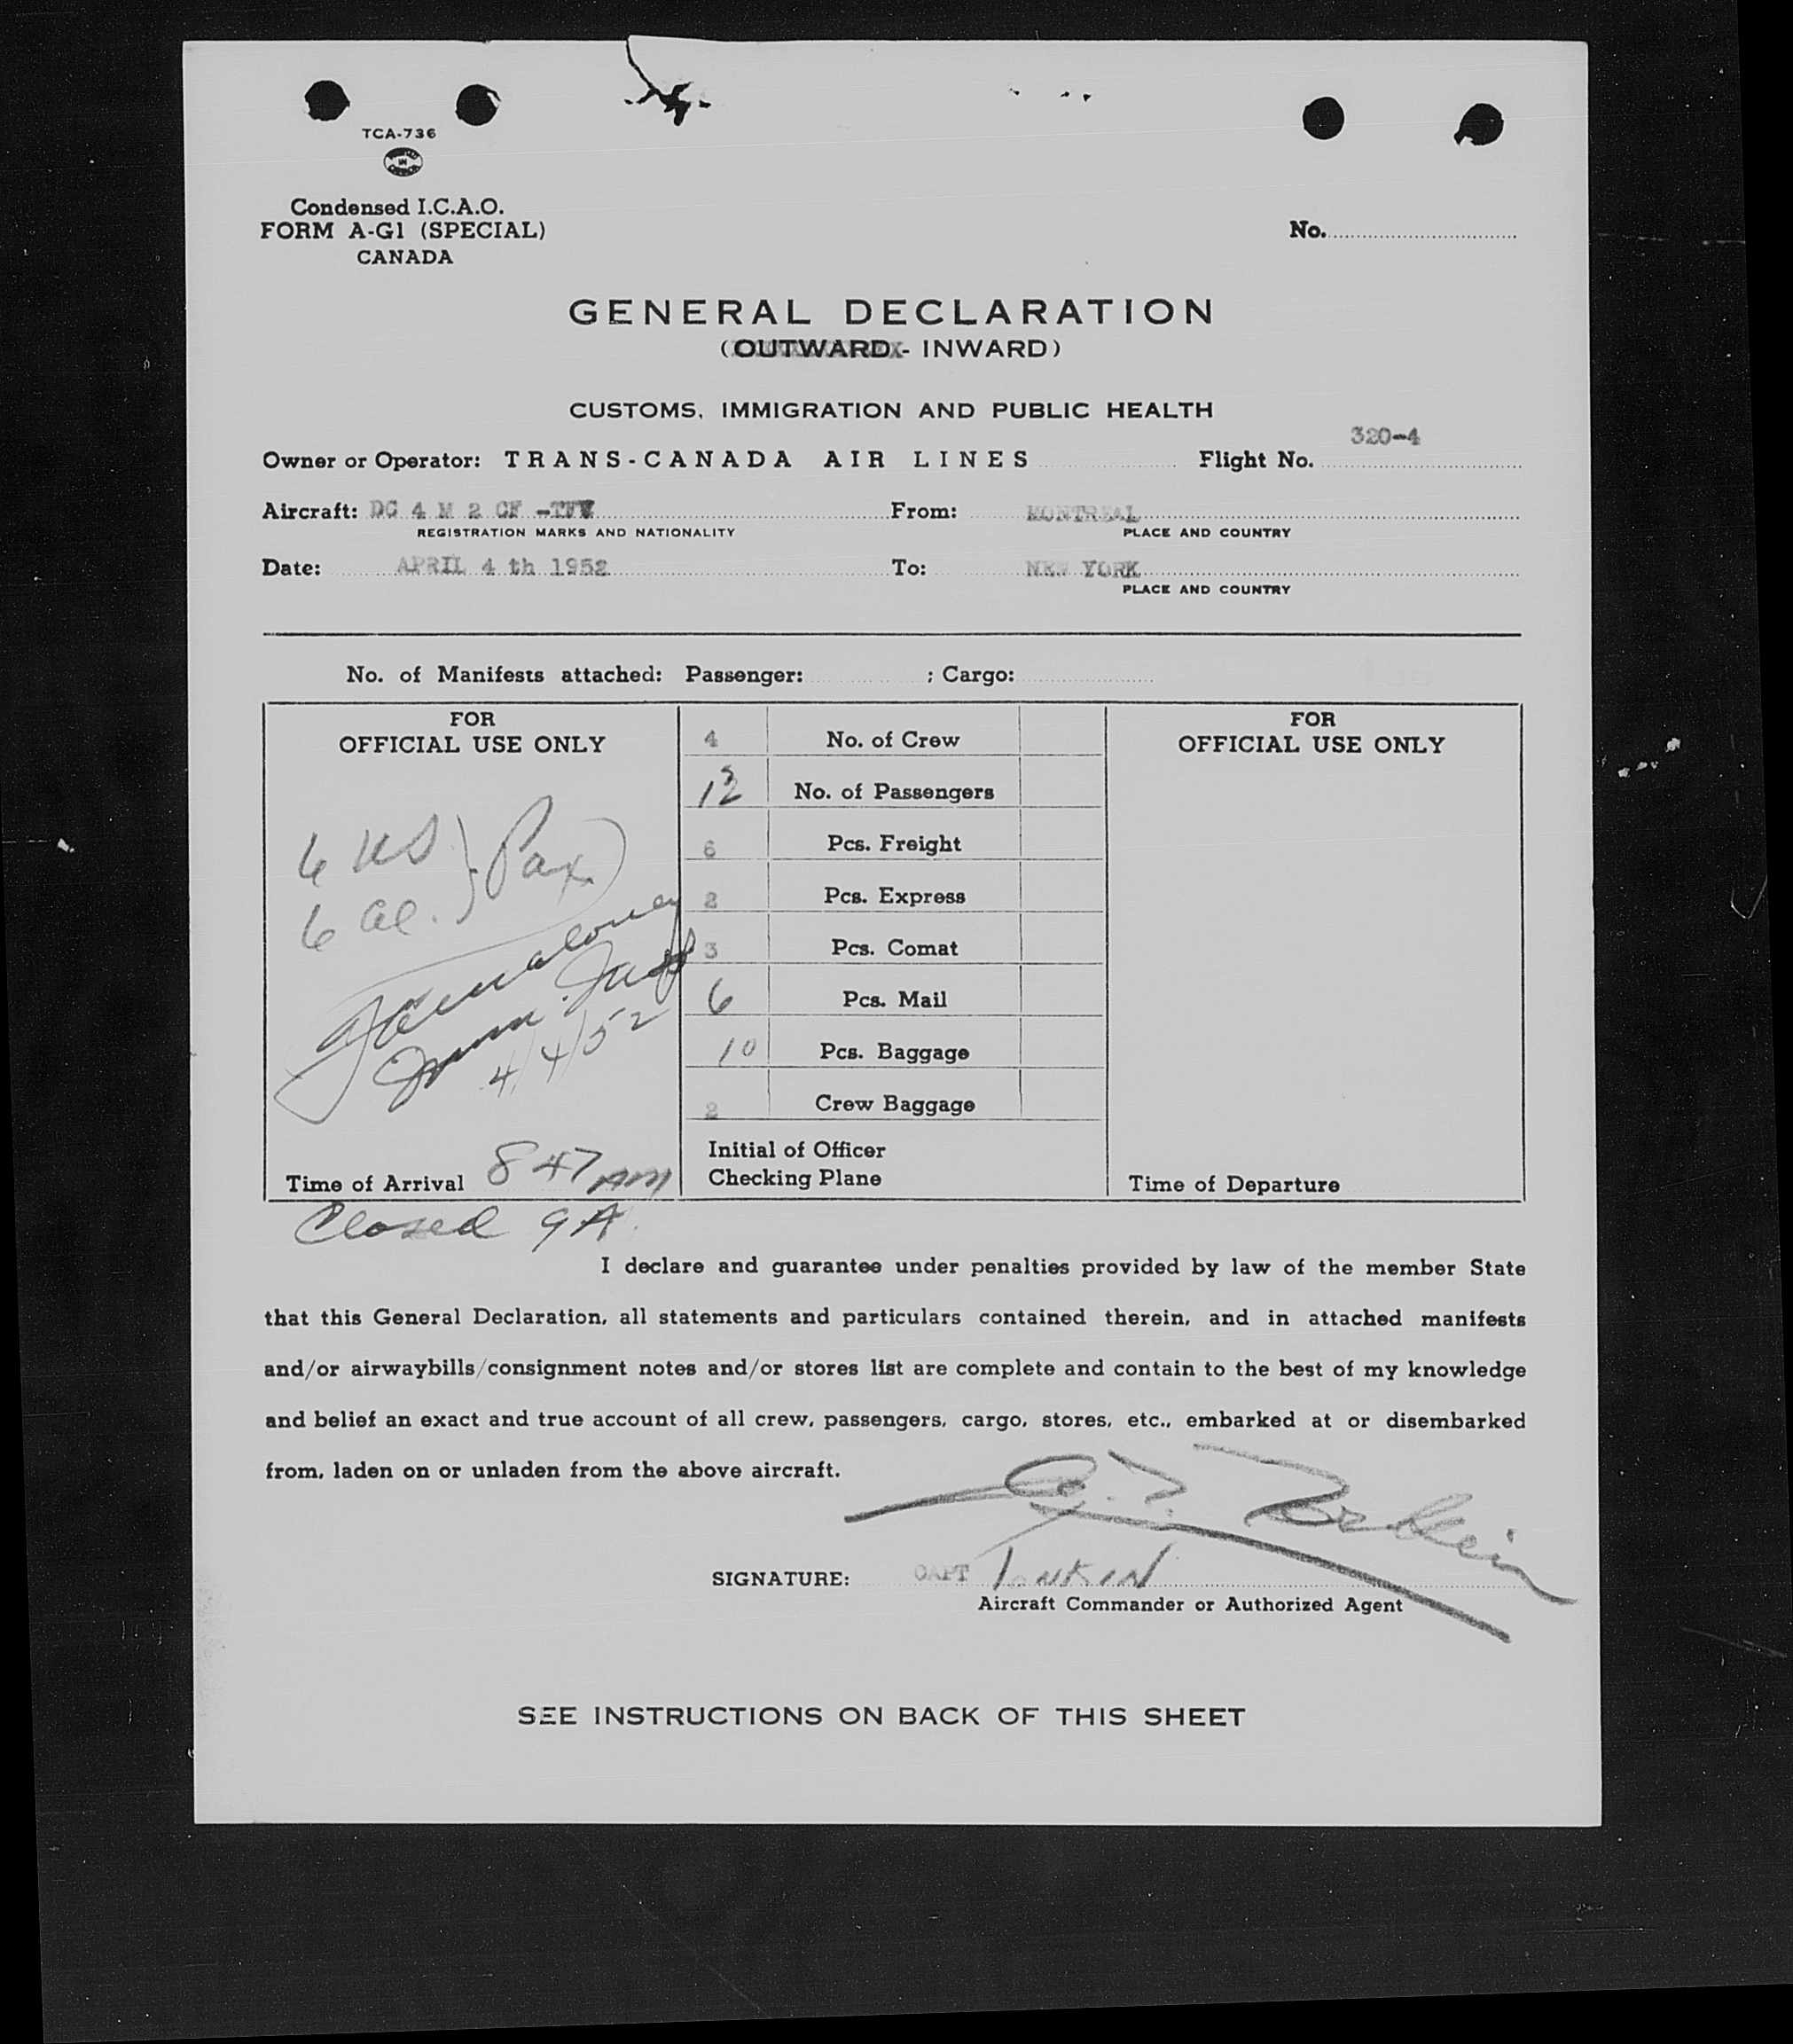 TCA-736
Condensed I.C.A.O.
FORM A-G1 (SPECIAL)
CANADA
No.
GENERAL DECLARATION
(OUTWARD - INWARD)
CUSTOMS, IMMIGRATION AND PUBLIC HEALTH
320-4
Owner or Operator: TRANS-CANADA AIR LINES Flight No.
Aircraft: DC 4 M 2 CF -TFW From: MONTREAL
REGISTRATION MARKS AND NATIONALITY PLACE AND COUNTRY
Date: APRIL 4 th 1952 To: NEW YORK
PLACE AND COUNTRY
No. of Manifests attached: Passenger: ; Cargo:
FOR
OFFICIAL USE ONLY
6 US } Pax
6 al.
Imm. Insp
4/4/52
Time of Arrival 8 47 AM
Closed 9 A.
4 No. of Crew
12 No. of Passengers
6 Pcs. Freight
2 Pcs. Express
3 Pcs. Comat
6 Pcs. Mail
10 Pcs. Baggage
2 Crew Baggage
Initial of Officer
Checking Plane
FOR
OFFICIAL USE ONLY
Time of Departure
I declare and guarantee under penalties provided by law of the member State
that this General Declaration, all statements and particulars contained therein, and in attached manifests
and/or airwaybills/consignment notes and/or stores list are complete and contain to the best of my knowledge
and belief an exact and true account of all crew, passengers, cargo, stores, etc., embarked at or disembarked
from, laden on or unladen from the above aircraft.
SIGNATURE: CAPT TONKIN
Aircraft Commander or Authorized Agent
SEE INSTRUCTIONS ON BACK OF THIS SHEET